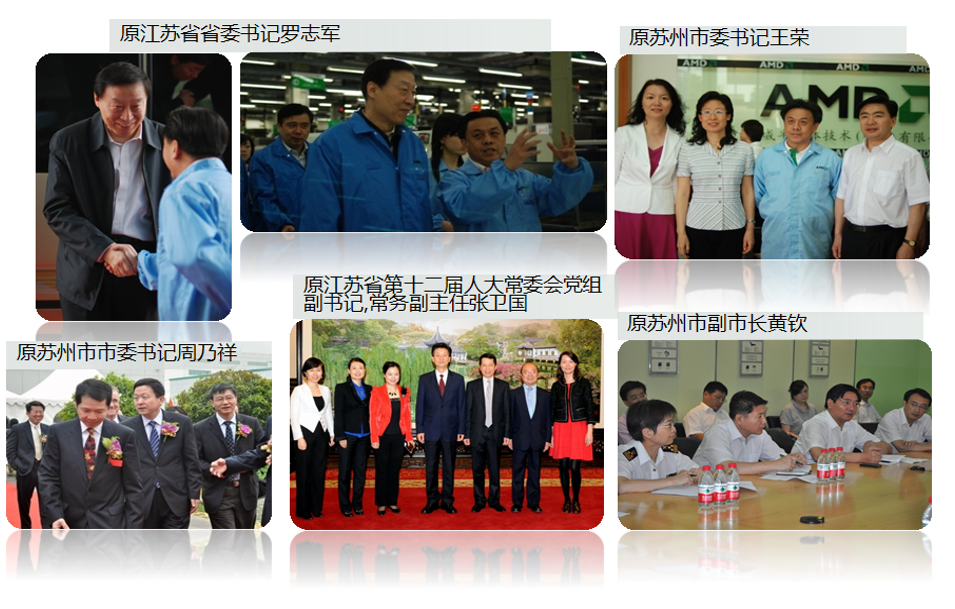 原江苏省省委书记罗志军
原苏州市委书记王荣
AMD
AMD
AMD
AMD
原江苏省第十二届人大常委会党组
副书记,常务副主任张卫国
原苏州市副市长黄钦
原苏州市市委书记周乃祥